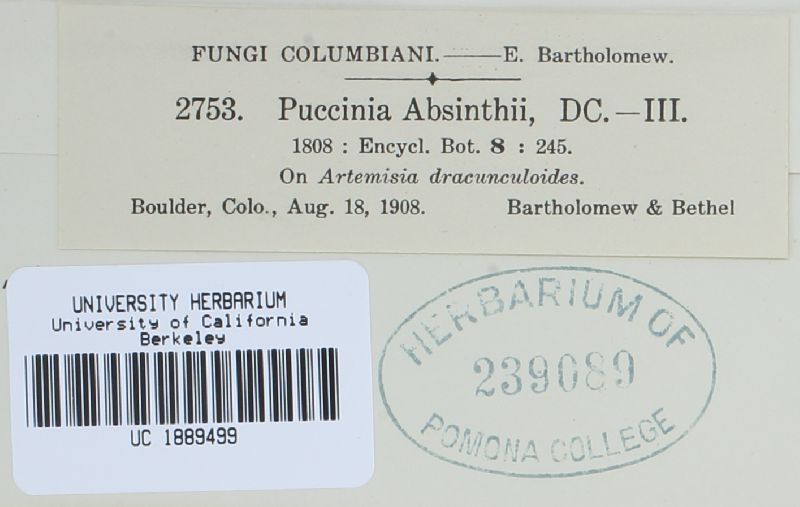 FUNGI COLUMBIANI.——E. Bartholomew.
2753. Puccinia Absinthii, DC.—III.
1808 : Encycl. Bot. 8 : 245.
On Artemisia dracunculoides.
Boulder, Colo., Aug. 18, 1908. Bartholomew & Bethel
UNIVERSITY HERBARIUM
University of California
Berkeley
UC 1889499
HERBARIUM OF
239089
POMONA COLLEGE